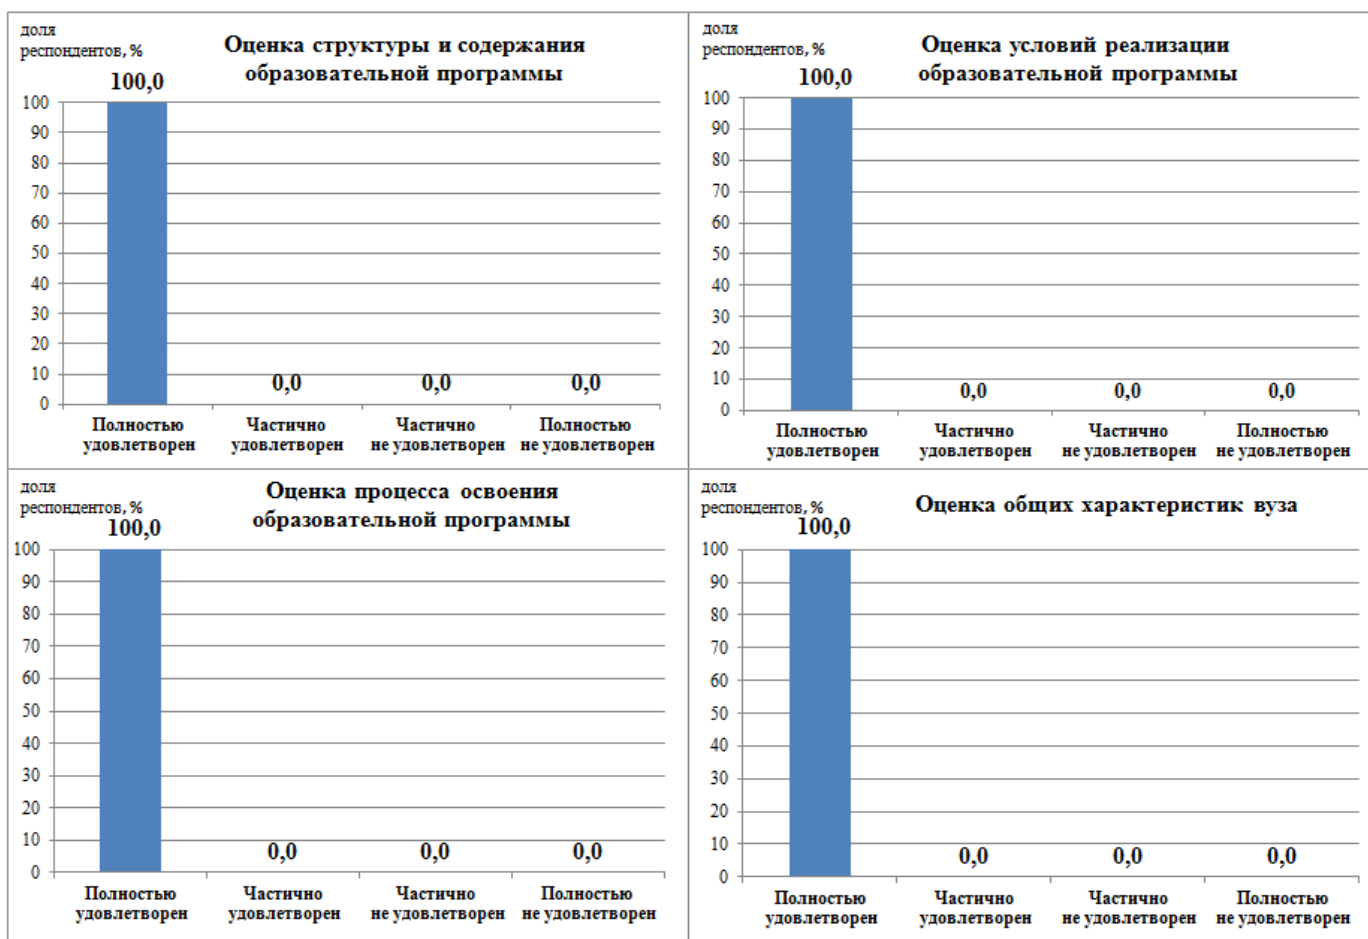 доля
респондентов, %
Оценка структуры и содержания
образовательной программы
100,0
100
90
80
70
60
50
40
30
20
10
0
0,0 0,0 0,0
Полностью Частично Частично Полностью
удовлетворен удовлетворен не удовлетворен не удовлетворен
доля
респондентов, %
Оценка условий реализации
образовательной программы
100,0
100
90
80
70
60
50
40
30
20
10
0
0,0 0,0 0,0
Полностью Частично Частично Полностью
удовлетворен удовлетворен не удовлетворен не удовлетворен
доля
респондентов, %
Оценка процесса освоения
образовательной программы
100,0
100
90
80
70
60
50
40
30
20
10
0
0,0 0,0 0,0
Полностью Частично Частично Полностью
удовлетворен удовлетворен не удовлетворен не удовлетворен
доля
респондентов, %
Оценка общих характеристик вуза
100,0
100
90
80
70
60
50
40
30
20
10
0
0,0 0,0 0,0
Полностью Частично Частично Полностью
удовлетворен удовлетворен не удовлетворен не удовлетворен